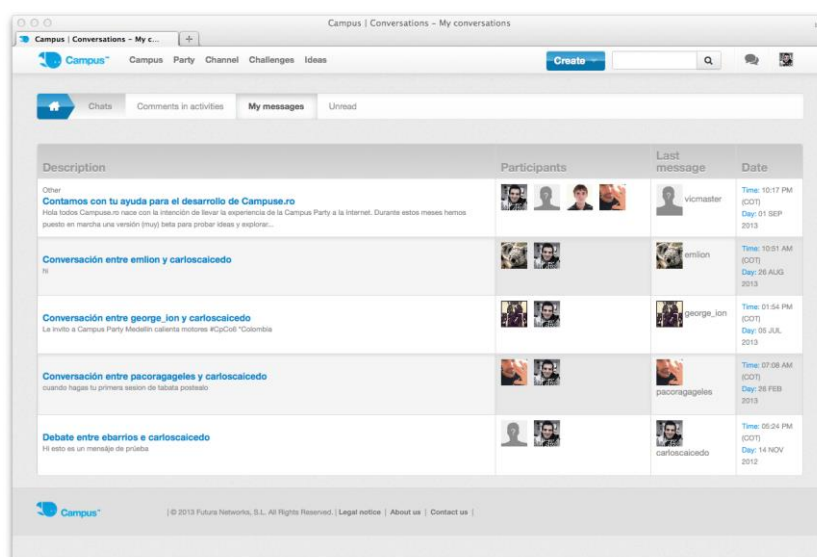 Campus | Conversations – My conversations
Campus | Conversations – My c...
Campus Campus Party Channel Challenges Ideas Create
Chats Comments in activities My messages Unread
Description Participants Last message Date
Other
Contamos con tu ayuda para el desarrollo de Campuse.ro
Hola todos Campuse.ro nace con la intención de llevar la experiencia de la Campus Party a la Internet. Durante estos meses hemos
puesto en marcha una versión (muy) beta para probar ideas y explorar...
vicmaster
Time: 10:17 PM
(COT)
Day: 01 SEP
2013
Conversación entre emlion y carloscaicedo
hi
emlion
Time: 10:51 AM
(COT)
Day: 26 AUG
2013
Conversación entre george_ion y carloscaicedo
Le invito a Campus Party Medellin calienta motores #CpCo6 *Colombia
george_ion
Time: 01:54 PM
(COT)
Day: 05 JUL
2013
Conversación entre pacoragageles y carloscaicedo
cuando hagas tu primera sesion de tabata postealo
pacoragageles
Time: 07:08 AM
(COT)
Day: 26 FEB
2013
Debate entre ebarrios e carloscaicedo
Hi esto es un mensáje de prúeba
carloscaicedo
Time: 05:24 PM
(COT)
Day: 14 NOV
2012
Campus | © 2013 Futura Networks, S.L. All Rights Reserved. | Legal notice | About us | Contact us |